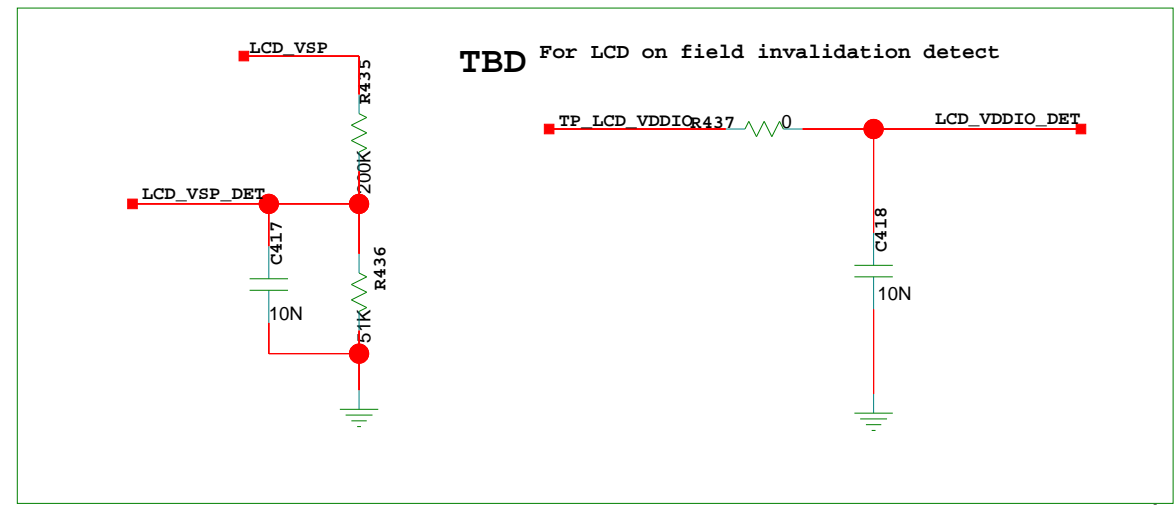 LCD_VSP
TBD For LCD on field invalidation detect
R435
200K
TP_LCD_VDDIO
R437
0
LCD_VDDIO_DET
LCD_VSP_DET
C417
10N
R436
51K
C418
10N